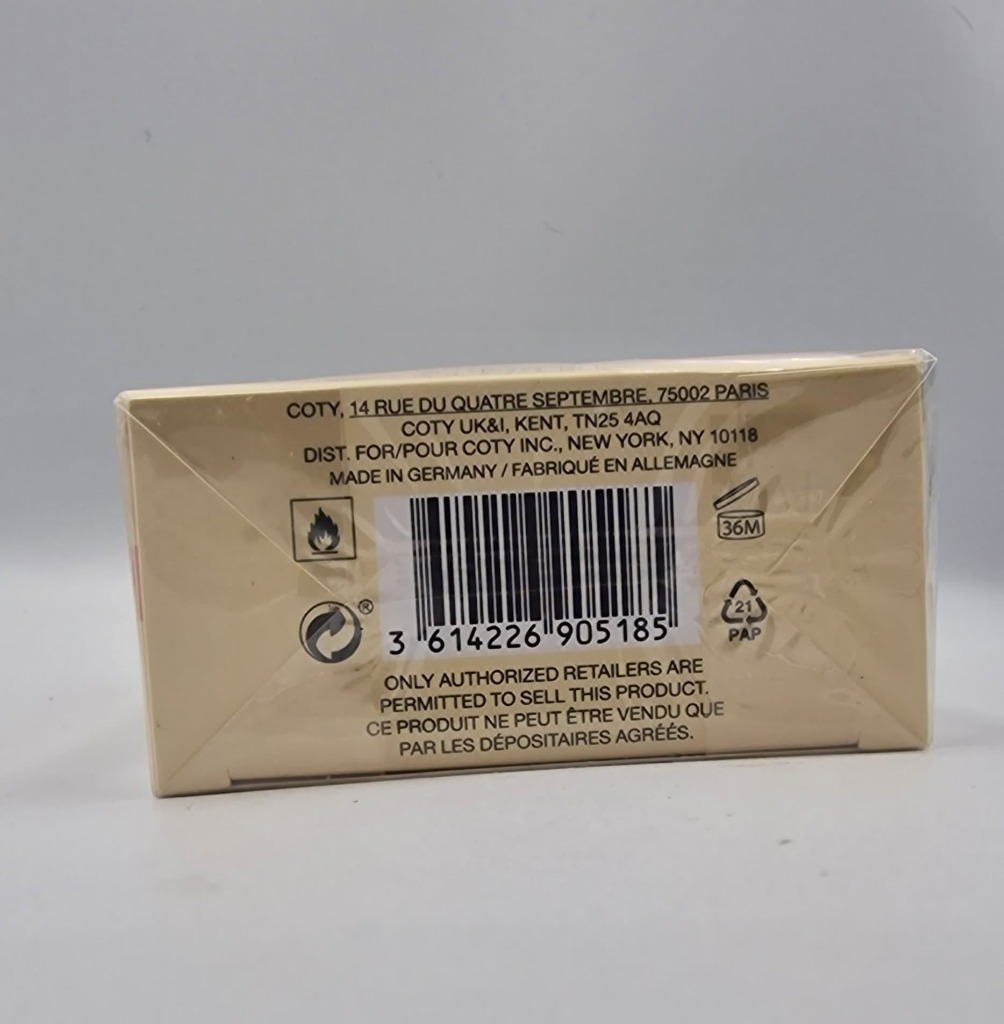 COTY, 14 RUE DU QUATRE SEPTEMBRE, 75002 PARIS
COTY UK&I, KENT, TN25 4AQ
DIST. FOR/POUR COTY INC., NEW YORK, NY 10118
MADE IN GERMANY / FABRIQUÉ EN ALLEMAGNE
36M
®
21
PAP
3 614226 905185
ONLY AUTHORIZED RETAILERS ARE
PERMITTED TO SELL THIS PRODUCT.
CE PRODUIT NE PEUT ÊTRE VENDU QUE
PAR LES DÉPOSITAIRES AGRÉÉS.